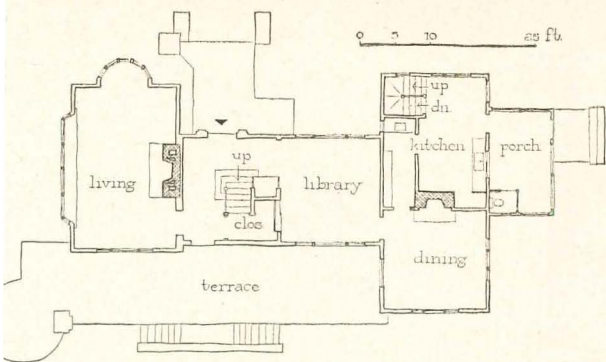 0 5 10 25 ft.
up
dn.
kitchen
porch
up
living
library
clos
dining
terrace